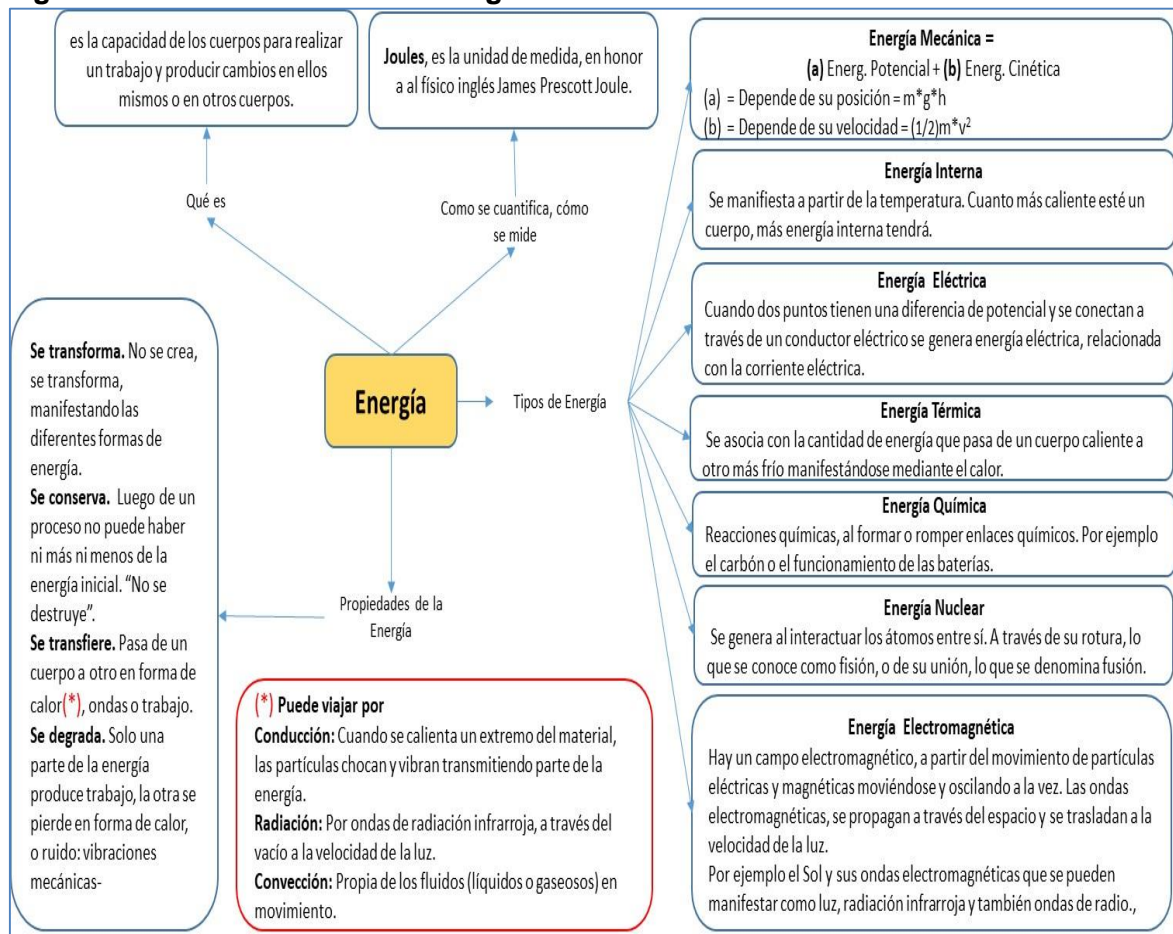 es la capacidad de los cuerpos para realizar
un trabajo y producir cambios en ellos
mismos o en otros cuerpos.
Joules, es la unidad de medida, en honor
a al físico inglés James Prescott Joule.
Qué es
Como se cuantifica, cómo
se mide
Energía
Tipos de Energía
Propiedades de la
Energía
Se transforma. No se crea,
se transforma,
manifestando las
diferentes formas de
energía.
Se conserva. Luego de un
proceso no puede haber
ni más ni menos de la
energía inicial. “No se
destruye”.
Se transfiere. Pasa de un
cuerpo a otro en forma de
calor(*), ondas o trabajo.
Se degrada. Solo una
parte de la energía
produce trabajo, la otra se
pierde en forma de calor,
o ruido: vibraciones
mecánicas-
(*) Puede viajar por
Conducción: Cuando se calienta un extremo del material,
las partículas chocan y vibran transmitiendo parte de la
energía.
Radiación: Por ondas de radiación infrarroja, a través del
vacío a la velocidad de la luz.
Convección: Propia de los fluidos (líquidos o gaseosos) en
movimiento.
Energía Mecánica =
(a) Energ. Potencial + (b) Energ. Cinética
(a) = Depende de su posición = m*g*h
(b) = Depende de su velocidad = (1/2)m*v²
Energía Interna
Se manifiesta a partir de la temperatura. Cuanto más caliente esté un
cuerpo, más energía interna tendrá.
Energía Eléctrica
Cuando dos puntos tienen una diferencia de potencial y se conectan a
través de un conductor eléctrico se genera energía eléctrica, relacionada
con la corriente eléctrica.
Energía Térmica
Se asocia con la cantidad de energía que pasa de un cuerpo caliente a
otro más frío manifestándose mediante el calor.
Energía Química
Reacciones químicas, al formar o romper enlaces químicos. Por ejemplo
el carbón o el funcionamiento de las baterías.
Energía Nuclear
Se genera al interactuar los átomos entre sí. A través de su rotura, lo
que se conoce como fisión, o de su unión, lo que se denomina fusión.
Energía Electromagnética
Hay un campo electromagnético, a partir del movimiento de partículas
eléctricas y magnéticas moviéndose y oscilando a la vez. Las ondas
electromagnéticas, se propagan a través del espacio y se trasladan a la
velocidad de la luz.
Por ejemplo el Sol y sus ondas electromagnéticas que se pueden
manifestar como luz, radiación infrarroja y también ondas de radio.,